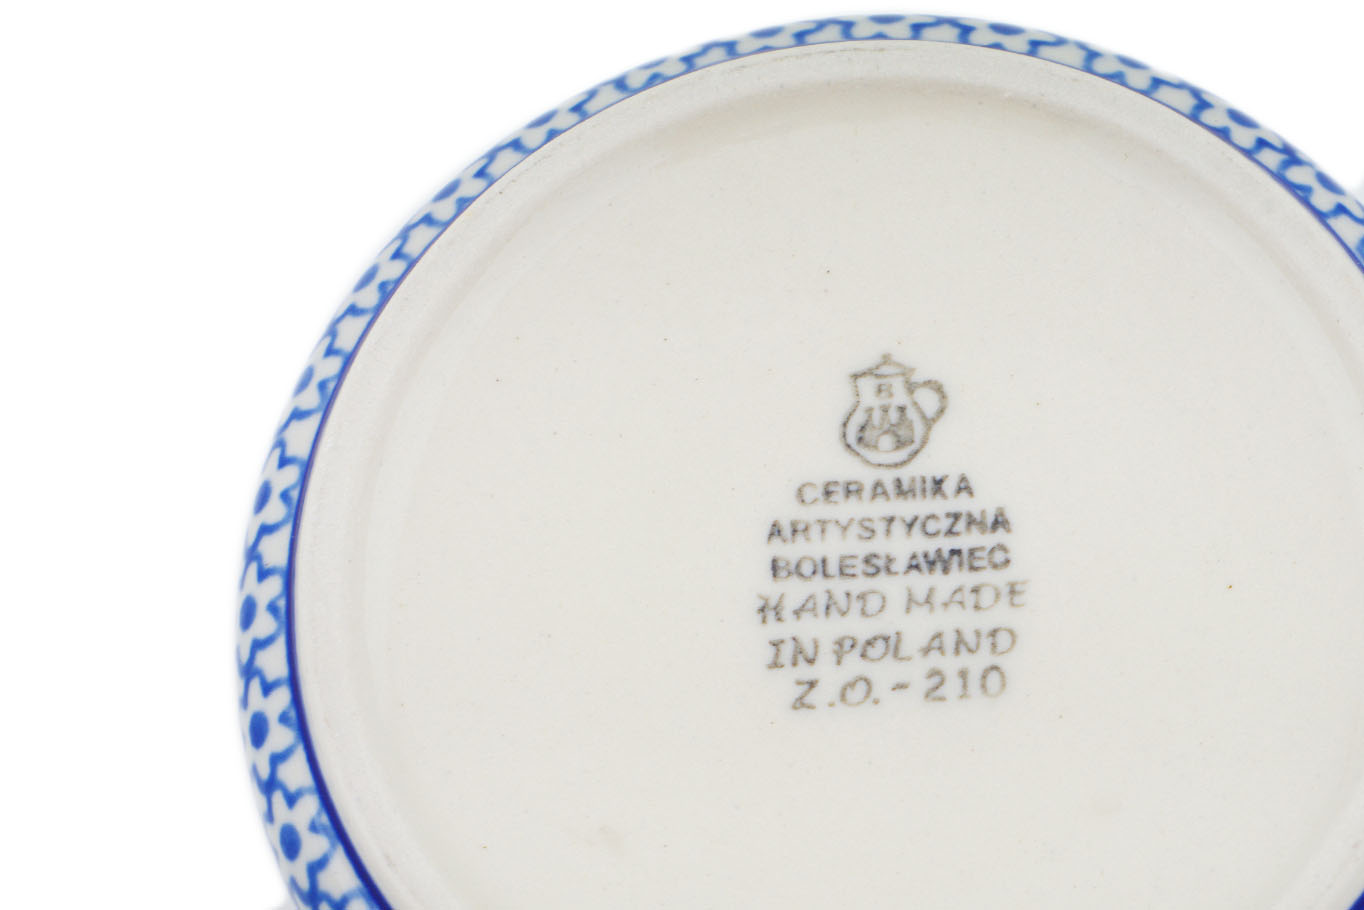 B
CERAMIKA
ARTYSTYCZNA
BOLESŁAWIEC
HAND MADE
IN POLAND
Z.O.-210